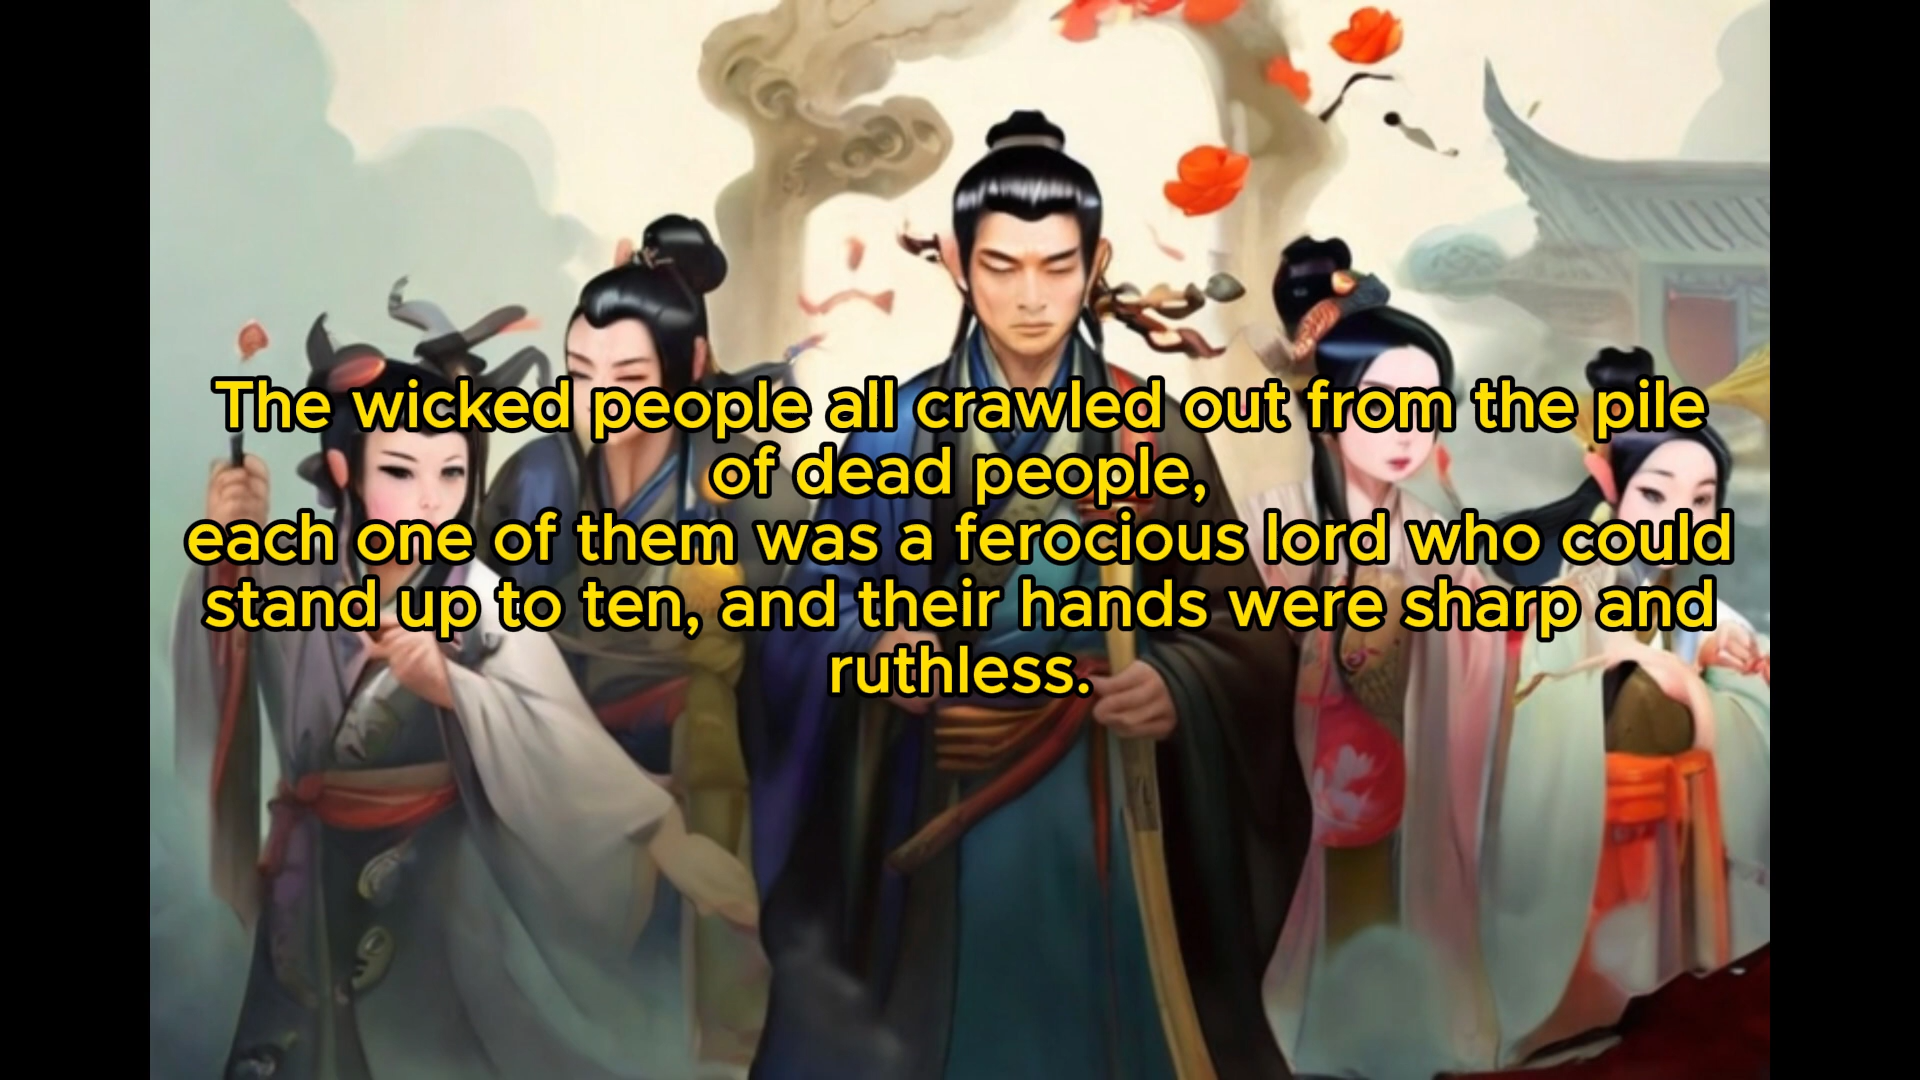 The wicked people all crawled out from the pile
of dead people,
each one of them was a ferocious lord who could
stand up to ten, and their hands were sharp and
ruthless.